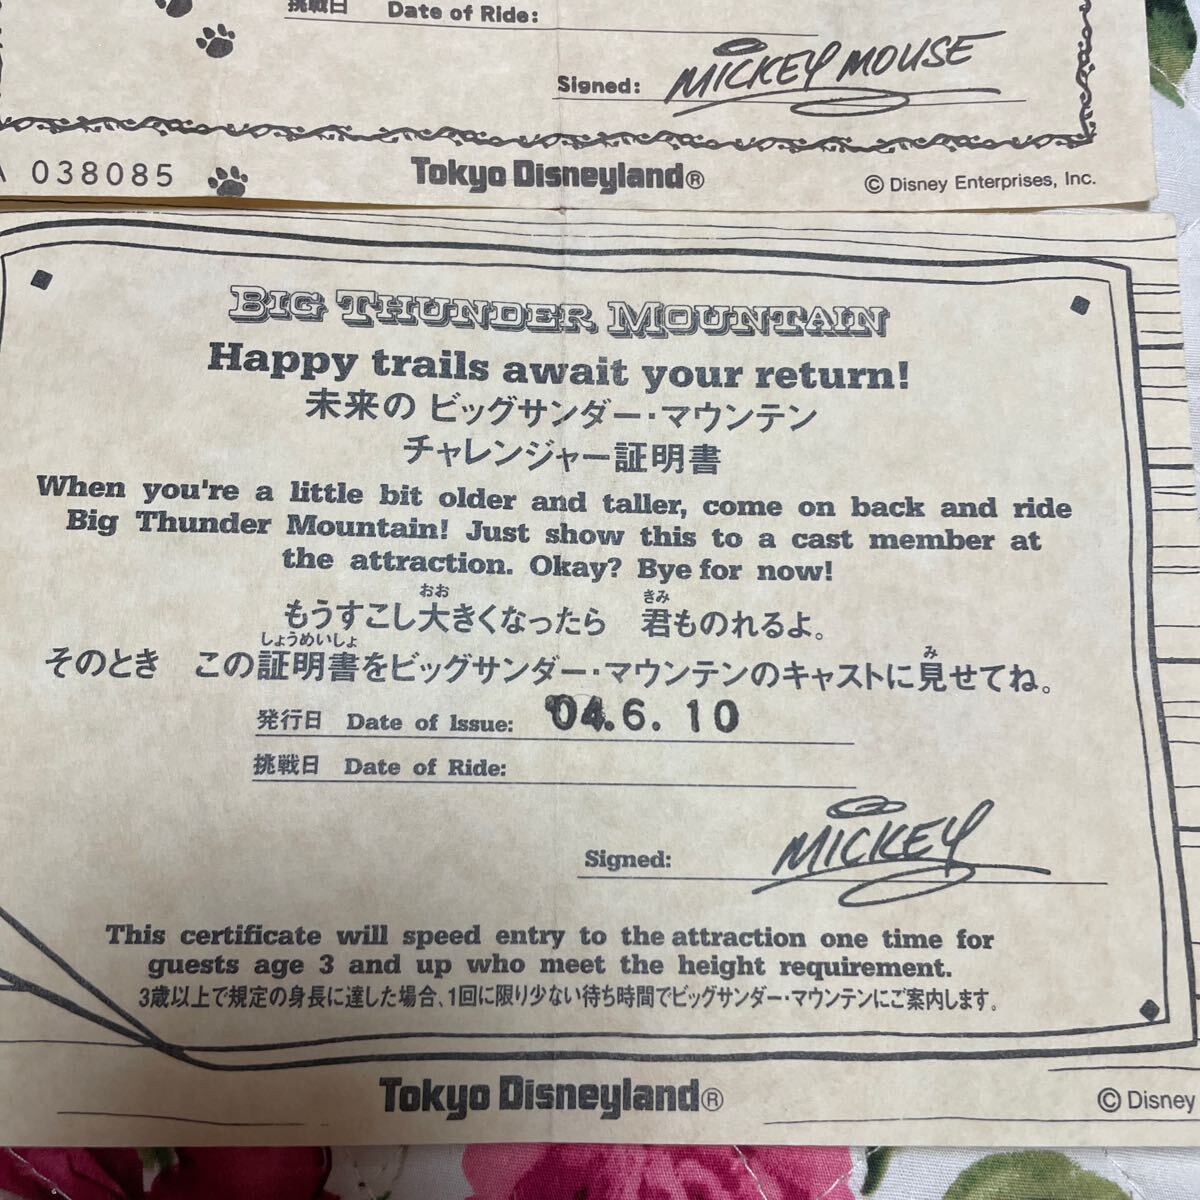 挑戦日 Date of Ride:
Signed: MICKEY MOUSE
A 038085
Tokyo Disneyland®
© Disney Enterprises, Inc.
BIG THUNDER MOUNTAIN
Happy trails await your return!
未来の ビッグサンダー・マウンテン
チャレンジャー証明書
When you're a little bit older and taller, come on back and ride
Big Thunder Mountain! Just show this to a cast member at
the attraction. Okay? Bye for now!
おお きみ
もうすこし大きくなったら 君ものれるよ。
しょうめいしょ み
そのとき この証明書をビッグサンダー・マウンテンのキャストに見せてね。
発行日 Date of Issue: '04.6.10
挑戦日 Date of Ride:
Signed: MICKEY
This certificate will speed entry to the attraction one time for
guests age 3 and up who meet the height requirement.
3歳以上で規定の身長に達した場合、1回に限り少ない待ち時間でビッグサンダー・マウンテンにご案内します。
Tokyo Disneyland®
© Disney